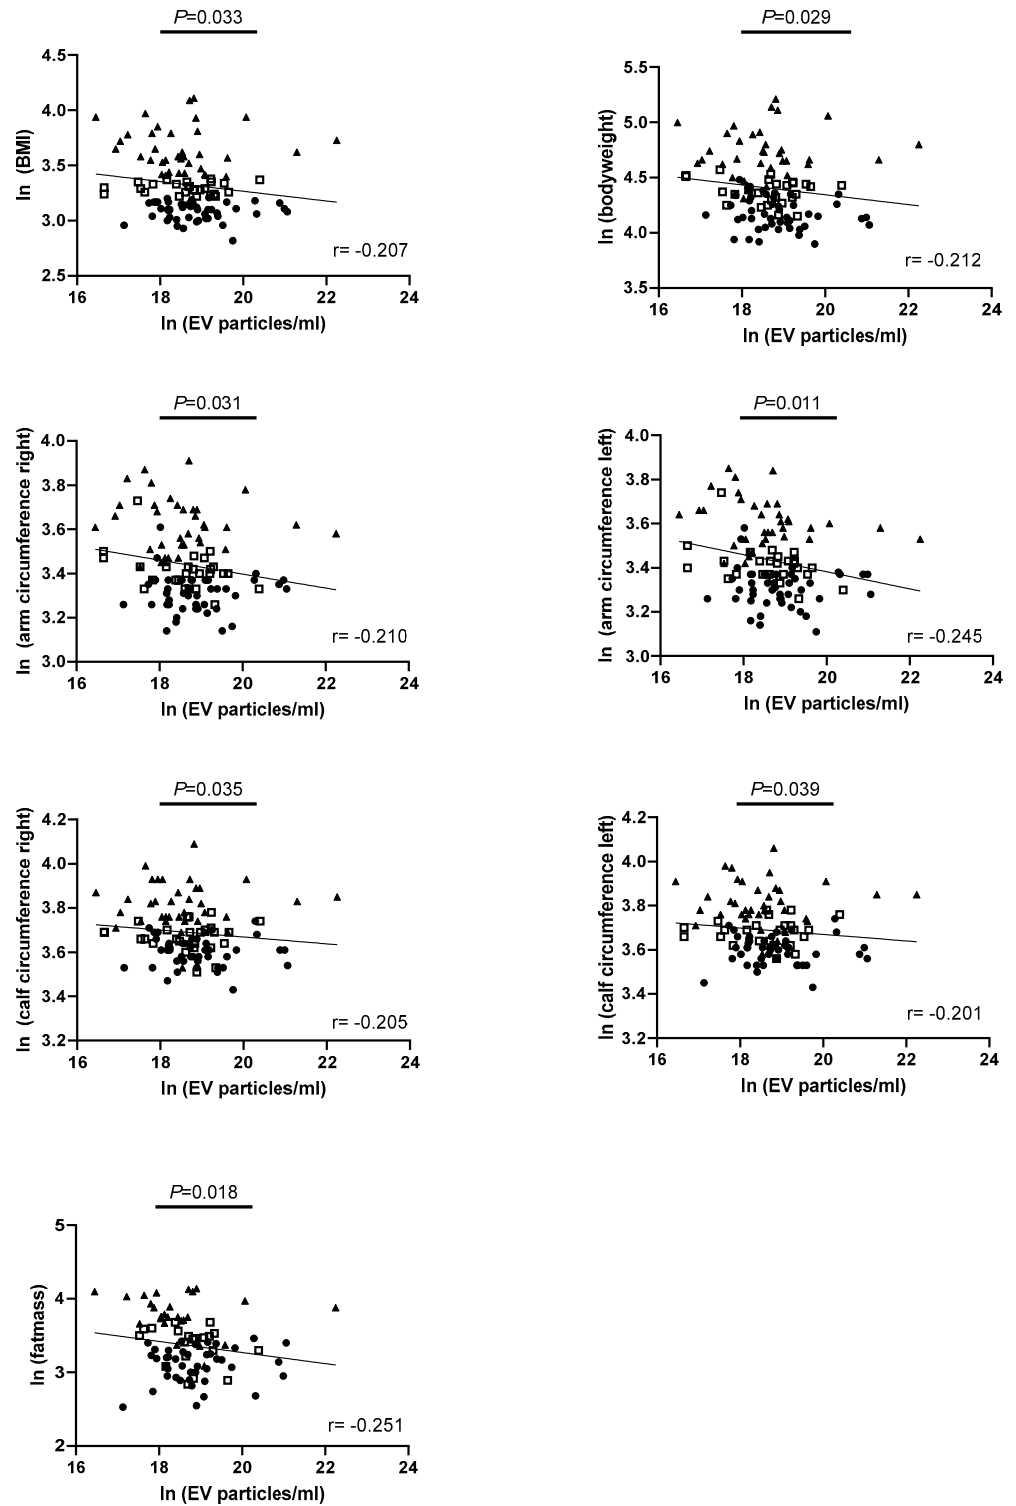 P=0.033
4.5
4.0
3.5
3.0
2.5
ln (BMI)
r= -0.207
16 18 20 22 24
ln (EV particles/ml)
P=0.029
5.5
5.0
4.5
4.0
3.5
ln (bodyweight)
r= -0.212
16 18 20 22 24
ln (EV particles/ml)
P=0.031
4.0
3.8
3.6
3.4
3.2
3.0
ln (arm circumference right)
r= -0.210
16 18 20 22 24
ln (EV particles/ml)
P=0.011
4.0
3.8
3.6
3.4
3.2
3.0
ln (arm circumference left)
r= -0.245
16 18 20 22 24
ln (EV particles/ml)
P=0.035
4.2
4.0
3.8
3.6
3.4
3.2
ln (calf circumference right)
r= -0.205
16 18 20 22 24
ln (EV particles/ml)
P=0.039
4.2
4.0
3.8
3.6
3.4
3.2
ln (calf circumference left)
r= -0.201
16 18 20 22 24
ln (EV particles/ml)
P=0.018
5
4
3
2
ln (fatmass)
r= -0.251
16 18 20 22 24
ln (EV particles/ml)